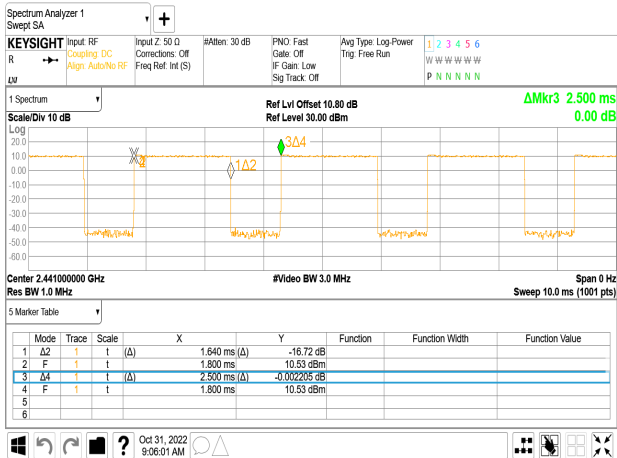 Spectrum Analyzer 1
Swept SA
KEYSIGHT Input: RF Input Z: 50 Ω #Atten: 30 dB PNO: Fast Avg Type: Log-Power 1 2 3 4 5 6
R Coupling: DC Corrections: Off Gate: Off Trig: Free Run
Align: Auto/No RF Freq Ref: Int (S) IF Gain: Low W W W W W W
Sig Track: Off P N N N N N
LXI
1 Spectrum
Ref Lvl Offset 10.80 dB ΔMkr3 2.500 ms
Scale/Div 10 dB Ref Level 30.00 dBm 0.00 dB
Log
20.0
3Δ4
10.0
1Δ2
0.00
-10.0
-20.0
-30.0
-40.0
-50.0
-60.0
Center 2.441000000 GHz #Video BW 3.0 MHz Span 0 Hz
Res BW 1.0 MHz Sweep 10.0 ms (1001 pts)
5 Marker Table
Mode Trace Scale X Y Function Function Width Function Value
1 Δ2 1 t (Δ) 1.640 ms (Δ) -16.72 dB
2 F 1 t 1.800 ms 10.53 dBm
3 Δ4 1 t (Δ) 2.500 ms (Δ) -0.002205 dB
4 F 1 t 1.800 ms 10.53 dBm
5
6
? Oct 31, 2022
9:06:01 AM